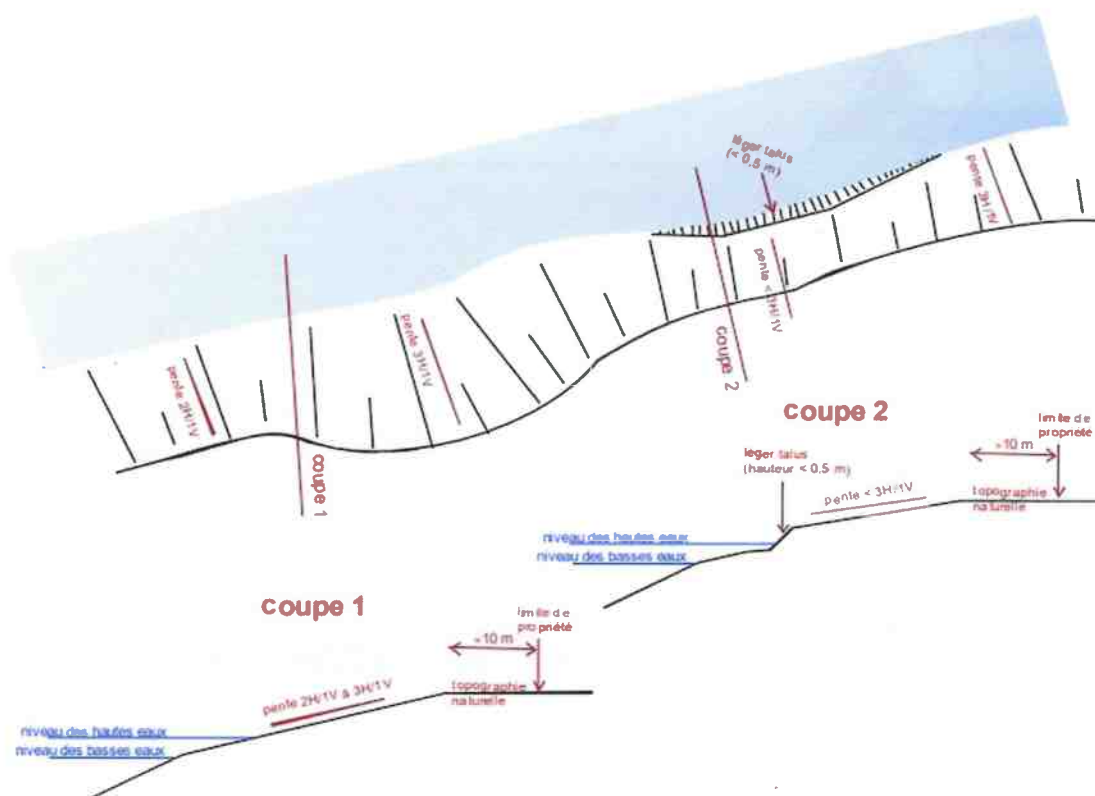 léger talus
(< 0,5 m)
pente 3H/1V
pente < 3H/1V
coupe 2
pente 3H/1V
pente 2H/1V
coupe 1
coupe 2
limite de
propriété
≈10 m
léger talus
(hauteur < 0,5 m)
pente < 3H/1V
topographie
naturelle
niveau des hautes eaux
niveau des basses eaux
coupe 1
limite de
propriété
≈10 m
pente 2H/1V à 3H/1V
topographie
naturelle
niveau des hautes eaux
niveau des basses eaux